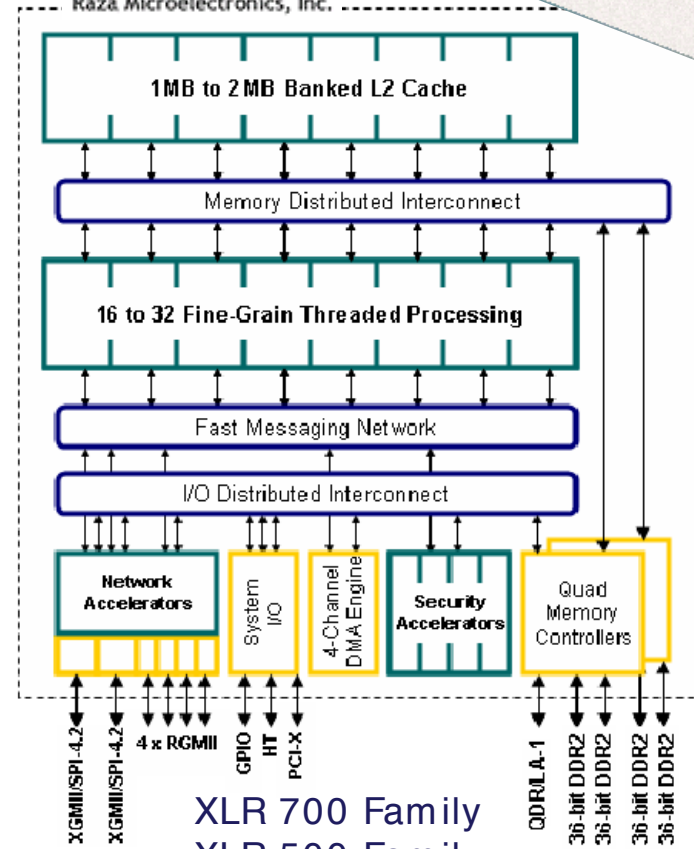 Raza Microelectronics, Inc.
1MB to 2MB Banked L2 Cache
Memory Distributed Interconnect
16 to 32 Fine-Grain Threaded Processing
Fast Messaging Network
I/O Distributed Interconnect
Network
Accelerators
System
I/O
4-Channel
DMA Engine
Security
Accelerators
Quad
Memory
Controllers
XGMII/SPI-4.2
XGMII/SPI-4.2
4 x RGMII
GPIO
HT
PCI-X
QDR/LA-1
36-bit DDR2
36-bit DDR2
36-bit DDR2
36-bit DDR2
XLR 700 Family
XLR 500 Family